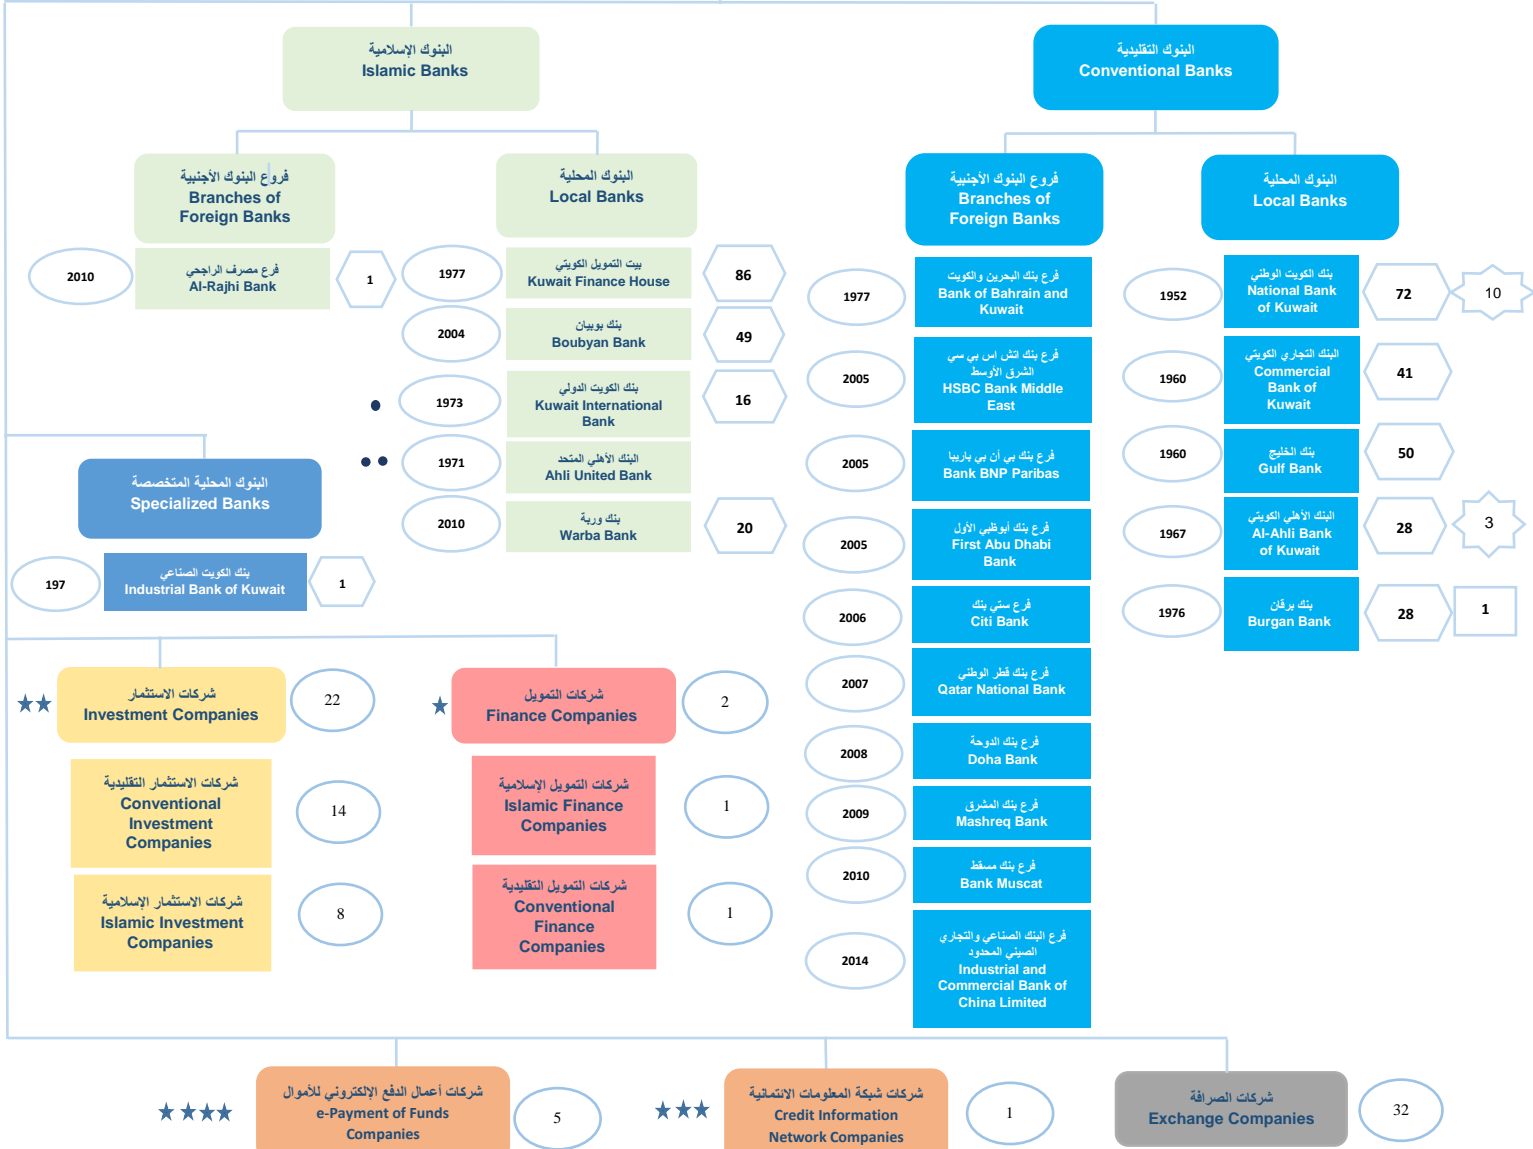 البنوك الإسلامية
Islamic Banks
البنوك التقليدية
Conventional Banks
فروع البنوك الأجنبية
Branches of
Foreign Banks
البنوك المحلية
Local Banks
فروع البنوك الأجنبية
Branches of
Foreign Banks
البنوك المحلية
Local Banks
2010
فرع مصرف الراجحي
Al-Rajhi Bank
1
1977
بيت التمويل الكويتي
Kuwait Finance House
86
2004
بنك بوبيان
Boubyan Bank
49
1973
بنك الكويت الدولي
Kuwait International
Bank
16
1971
البنك الأهلي المتحد
Ahli United Bank
2010
بنك وربة
Warba Bank
20
1977
فرع بنك البحرين والكويت
Bank of Bahrain and
Kuwait
2005
فرع بنك اتش اس بي سي
الشرق الأوسط
HSBC Bank Middle
East
2005
فرع بنك بي أن بي باريبا
Bank BNP Paribas
2005
فرع بنك أبوظبي الأول
First Abu Dhabi
Bank
2006
فرع ستي بنك
Citi Bank
2007
فرع بنك قطر الوطني
Qatar National Bank
2008
فرع بنك الدوحة
Doha Bank
2009
فرع بنك المشرق
Mashreq Bank
2010
فرع بنك مسقط
Bank Muscat
2014
فرع البنك الصناعي والتجاري
الصيني المحدود
Industrial and
Commercial Bank of
China Limited
1952
بنك الكويت الوطني
National Bank
of Kuwait
72
10
1960
البنك التجاري الكويتي
Commercial
Bank of
Kuwait
41
1960
بنك الخليج
Gulf Bank
50
1967
البنك الأهلي الكويتي
Al-Ahli Bank
of Kuwait
28
3
1976
بنك برقان
Burgan Bank
28
1
البنوك المحلية المتخصصة
Specialized Banks
197
بنك الكويت الصناعي
Industrial Bank of Kuwait
1
شركات الاستثمار
Investment Companies
22
شركات الاستثمار التقليدية
Conventional
Investment
Companies
14
شركات الاستثمار الإسلامية
Islamic Investment
Companies
8
شركات التمويل
Finance Companies
2
شركات التمويل الإسلامية
Islamic Finance
Companies
1
شركات التمويل التقليدية
Conventional
Finance
Companies
1
شركات أعمال الدفع الإلكتروني للأموال
e-Payment of Funds
Companies
5
شركات شبكة المعلومات الائتمانية
Credit Information
Network Companies
1
شركات الصرافة
Exchange Companies
32